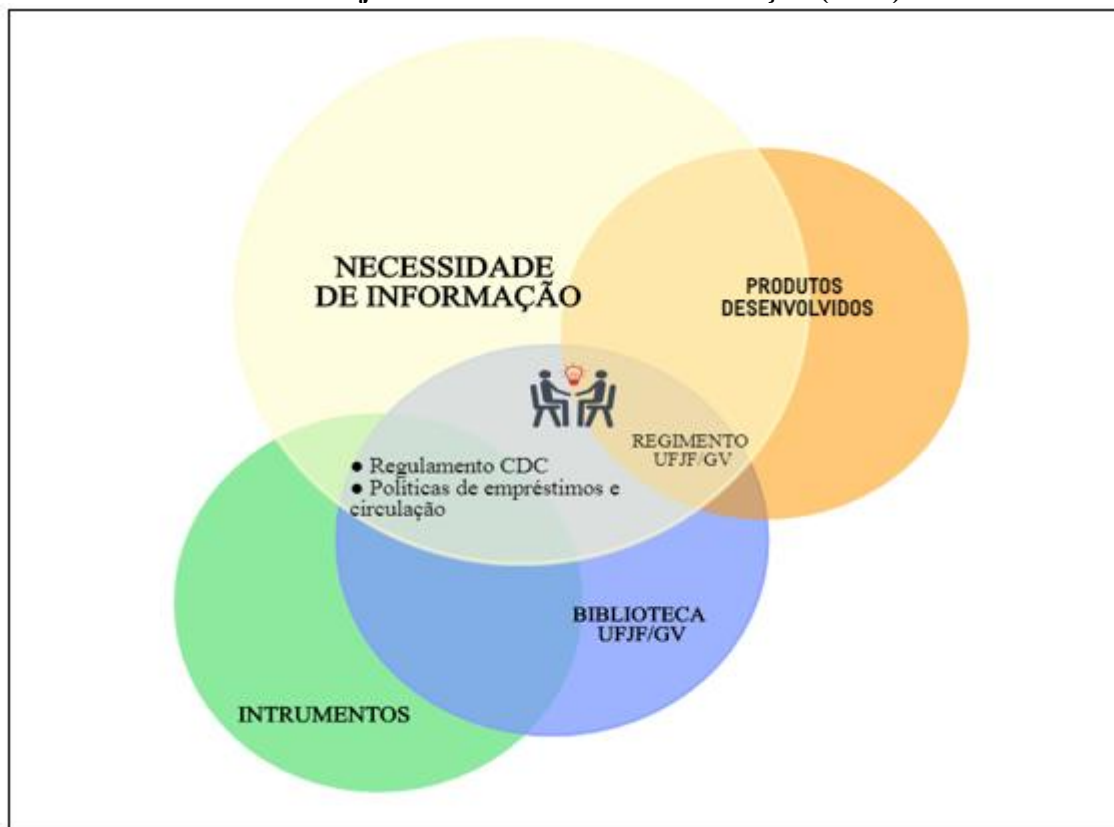 NECESSIDADE
DE INFORMAÇÃO
PRODUTOS
DESENVOLVIDOS
REGIMENTO
UFJF/GV
● Regulamento CDC
● Políticas de empréstimos e
circulação
BIBLIOTECA
UFJF/GV
INTRUMENTOS